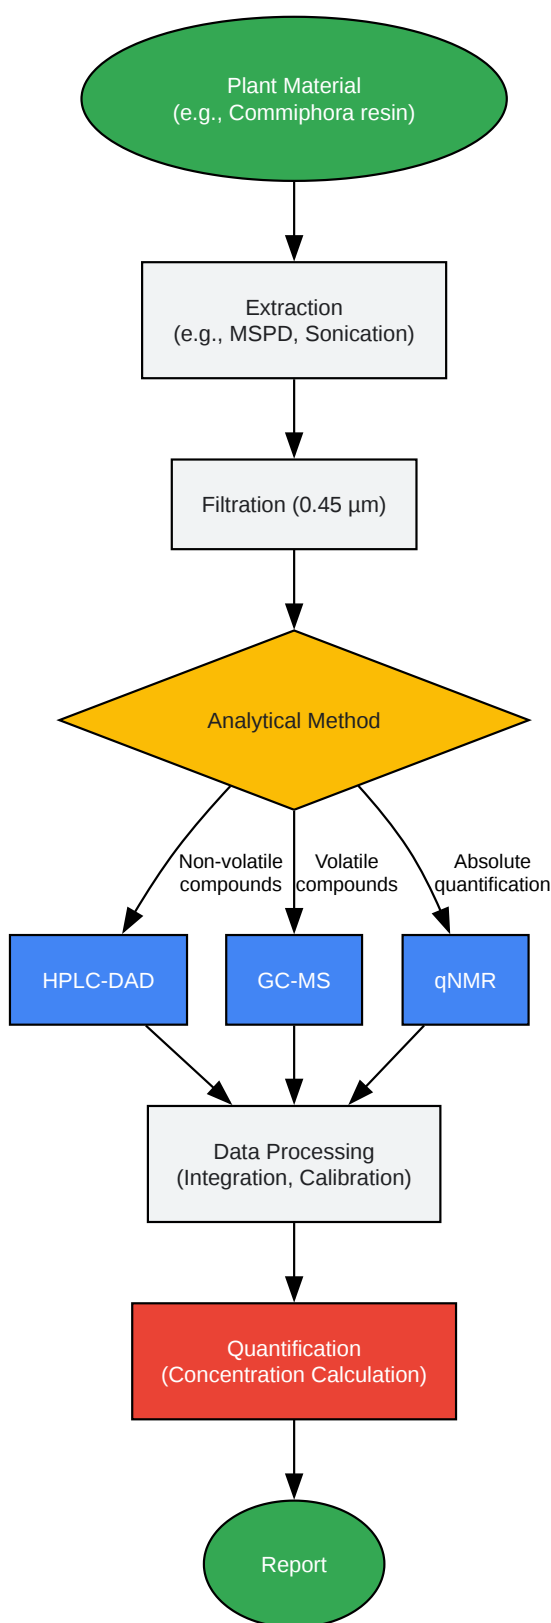 Plant Material
(e.g., Commiphora resin)
Extraction
(e.g., MSPD, Sonication)
Filtration (0.45 µm)
Analytical Method
Non-volatile
compounds
Volatile
compounds
Absolute
quantification
HPLC-DAD
GC-MS
qNMR
Data Processing
(Integration, Calibration)
Quantification
(Concentration Calculation)
Report